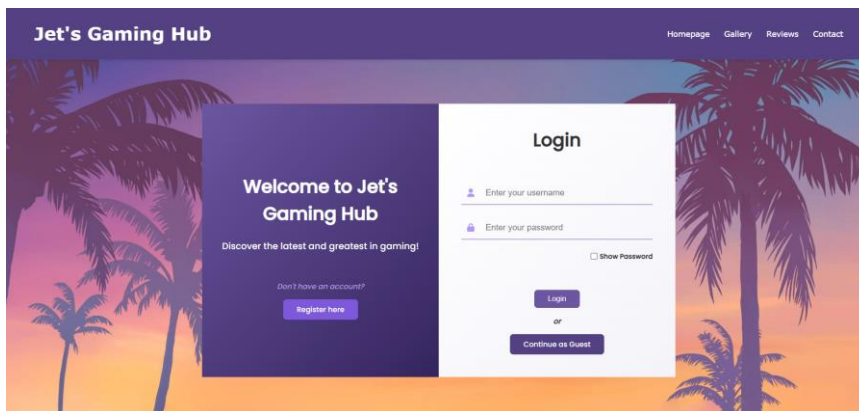 Jet's Gaming Hub
Homepage Gallery Reviews Contact
Welcome to Jet's
Gaming Hub
Discover the latest and greatest in gaming!
Don't have an account?
Register here
Login
Enter your username
Enter your password
Show Password
Login
or
Continue as Guest